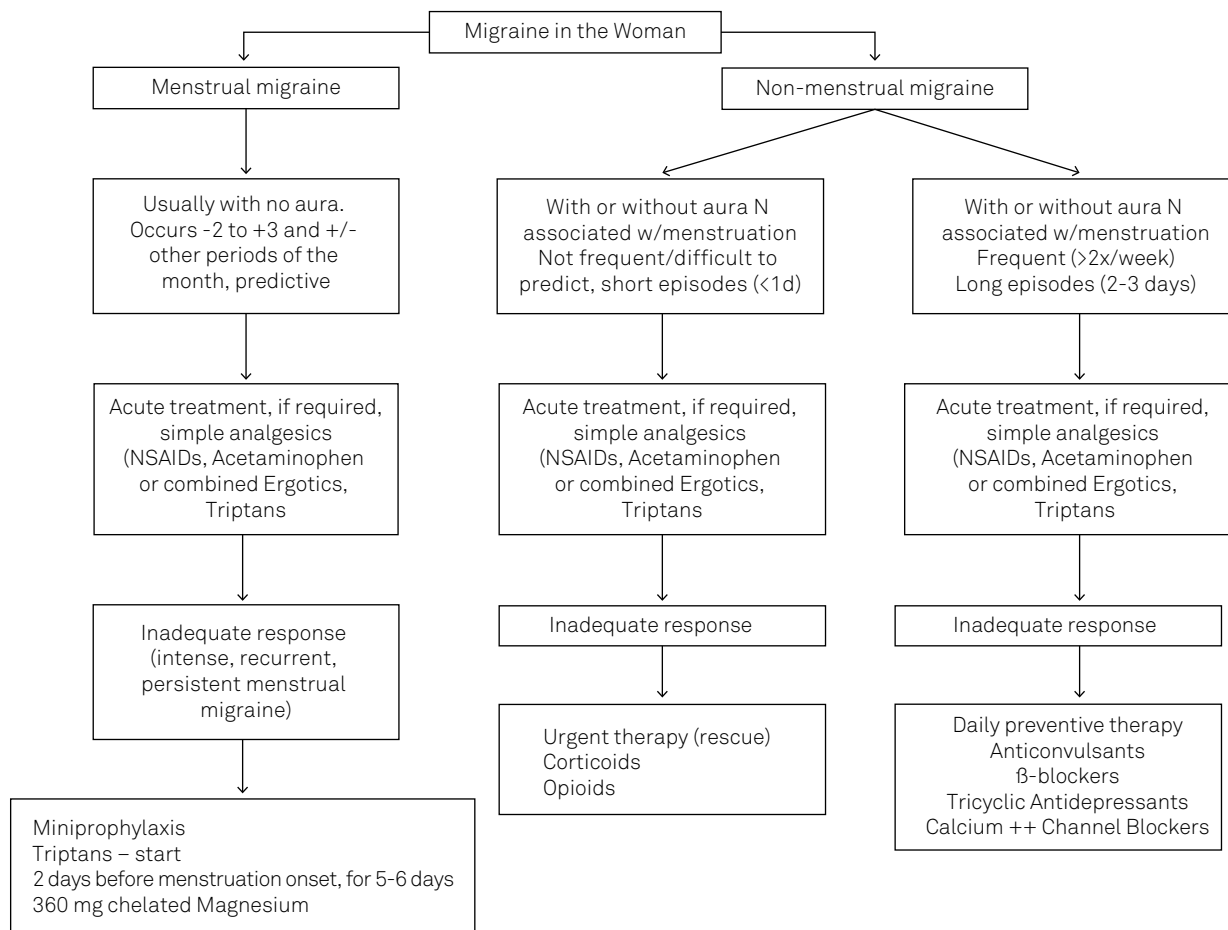 Migraine in the Woman
Menstrual migraine
Non-menstrual migraine
Usually with no aura.
Occurs -2 to +3 and +/-
other periods of the
month, predictive
With or without aura N
associated w/menstruation
Not frequent/difficult to
predict, short episodes (<1d)
With or without aura N
associated w/menstruation
Frequent (>2x/week)
Long episodes (2-3 days)
Acute treatment, if required,
simple analgesics
(NSAIDs, Acetaminophen
or combined Ergotics,
Triptans
Acute treatment, if required,
simple analgesics
(NSAIDs, Acetaminophen
or combined Ergotics,
Triptans
Acute treatment, if required,
simple analgesics
(NSAIDs, Acetaminophen
or combined Ergotics,
Triptans
Inadequate response
(intense, recurrent,
persistent menstrual
migraine)
Inadequate response
Inadequate response
Miniprophylaxis
Triptans – start
2 days before menstruation onset, for 5-6 days
360 mg chelated Magnesium
Urgent therapy (rescue)
Corticoids
Opioids
Daily preventive therapy
Anticonvulsants
ß-blockers
Tricyclic Antidepressants
Calcium ++ Channel Blockers